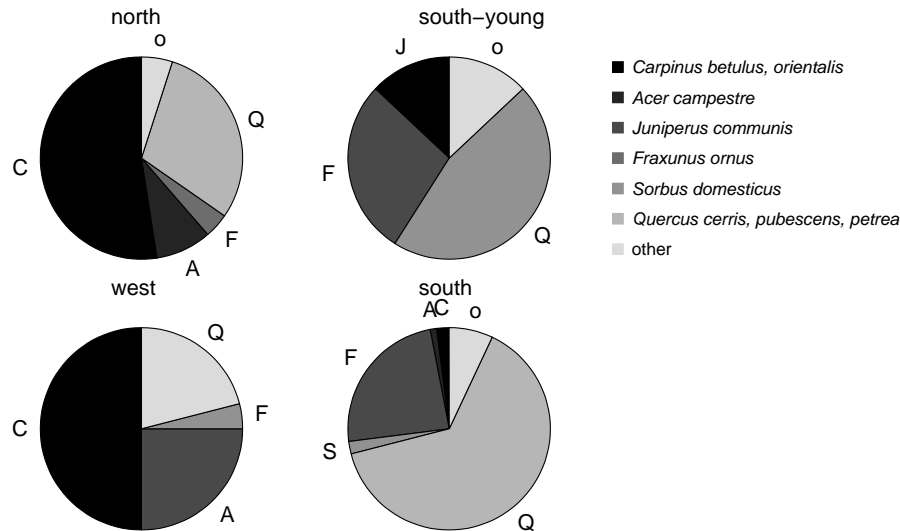 north
o
Q
C
F
A
south−young
J
o
F
Q
Carpinus betulus, orientalis
Acer campestre
Juniperus communis
Fraxunus ornus
Sorbus domesticus
Quercus cerris, pubescens, petrea
other
west
Q
C
F
A
south
A
C
o
F
S
Q